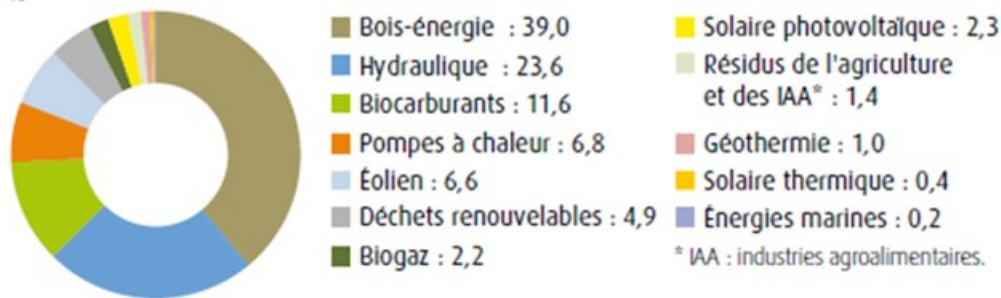 Bois-énergie : 39,0
Hydraulique : 23,6
Biocarburants : 11,6
Pompes à chaleur : 6,8
Éolien : 6,6
Déchets renouvelables : 4,9
Biogaz : 2,2
Solaire photovoltaïque : 2,3
Résidus de l'agriculture
et des IAA* : 1,4
Géothermie : 1,0
Solaire thermique : 0,4
Énergies marines : 0,2
* IAA : industries agroalimentaires.